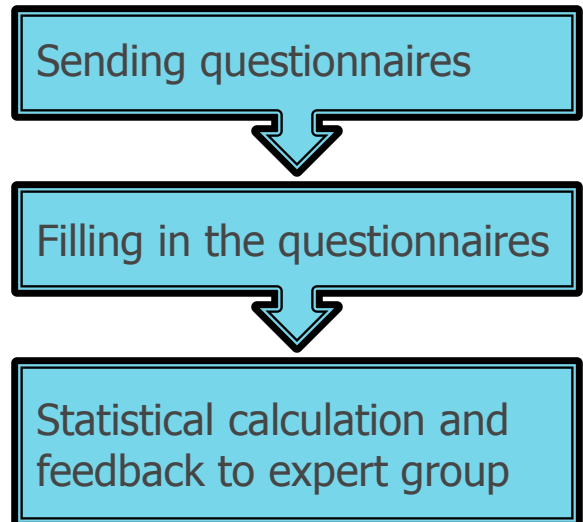 Sending questionnaires
Filling in the questionnaires
Statistical calculation and
feedback to expert group